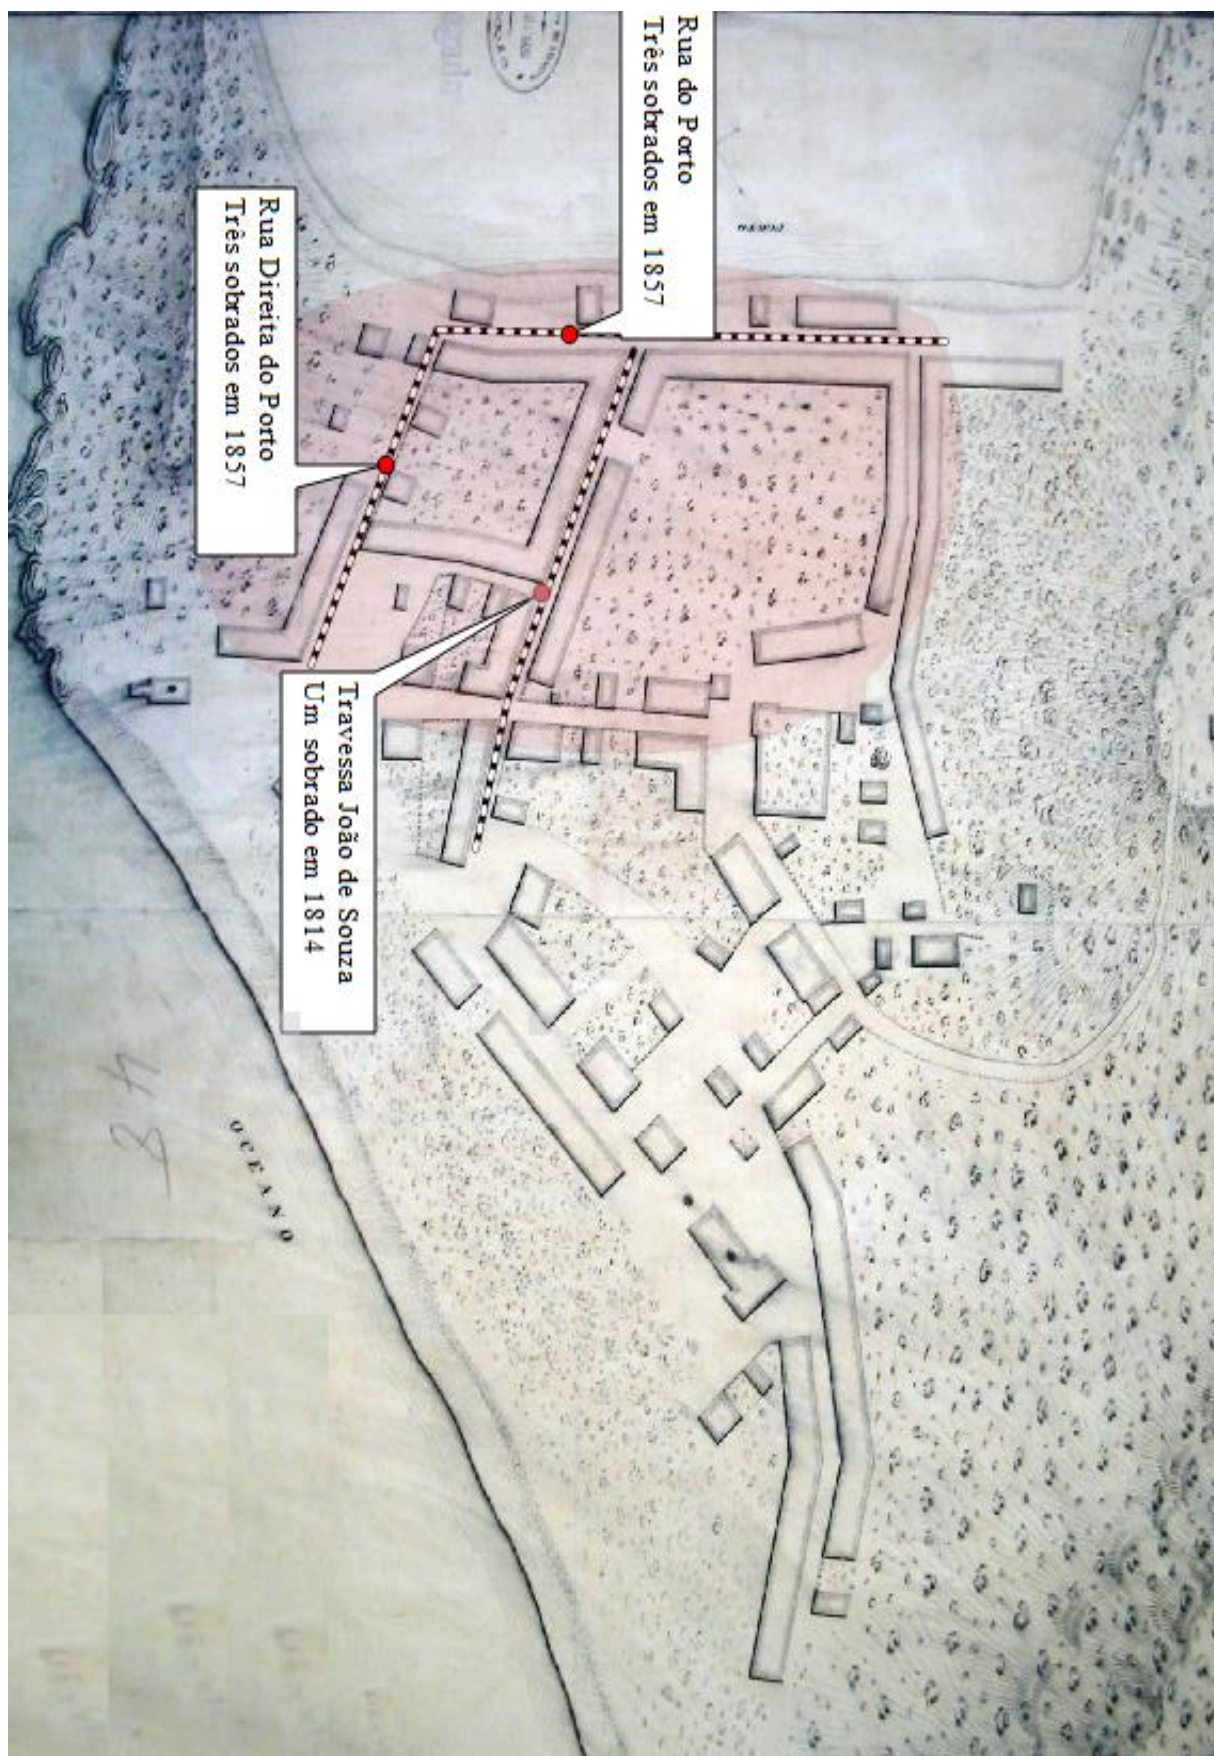 Rua do Porto
Três sobrados em 1857
PORTO
Rua Direita do Porto
Três sobrados em 1857
Travessa João de Souza
Um sobrado em 1814
OCEANO